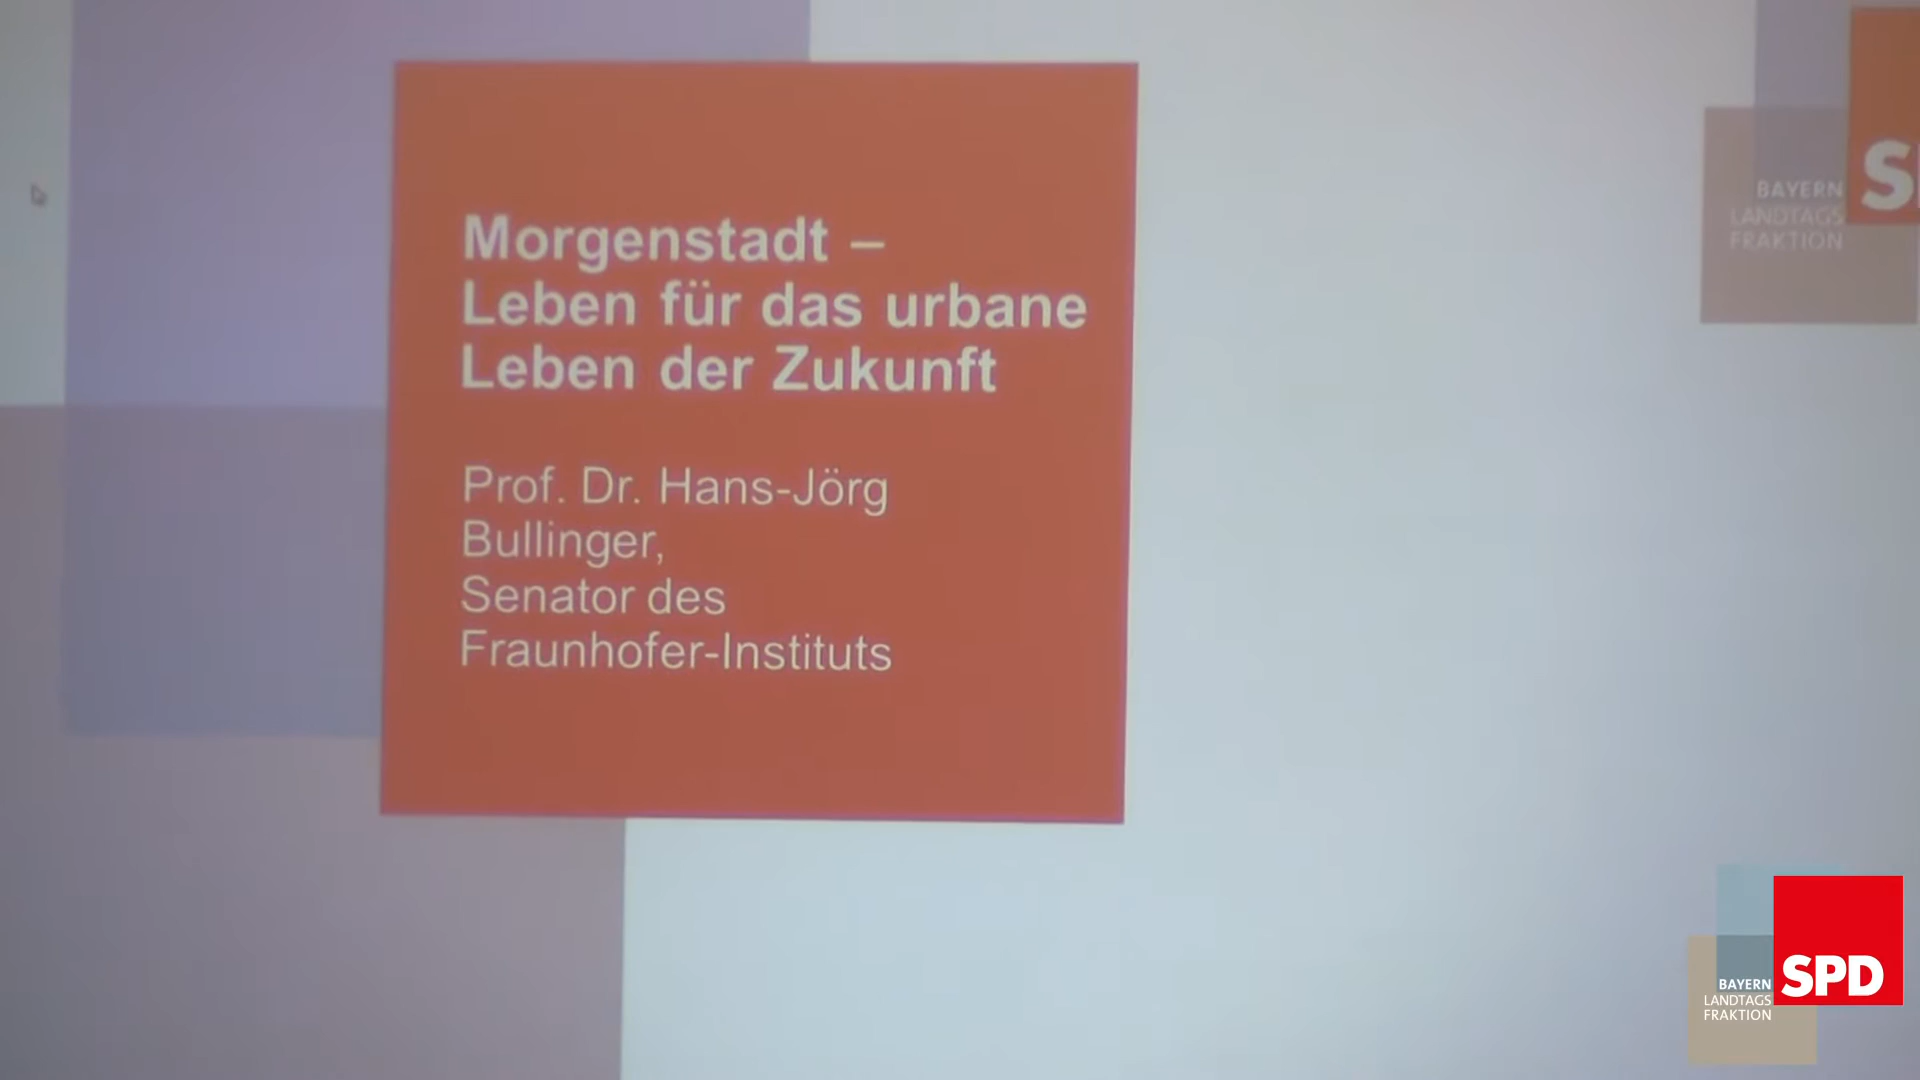 Morgenstadt –
Leben für das urbane
Leben der Zukunft
Prof. Dr. Hans-Jörg
Bullinger,
Senator des
Fraunhofer-Instituts
BAYERN
LANDTAGS
FRAKTION
BAYERN
LANDTAGS
FRAKTION
SPD